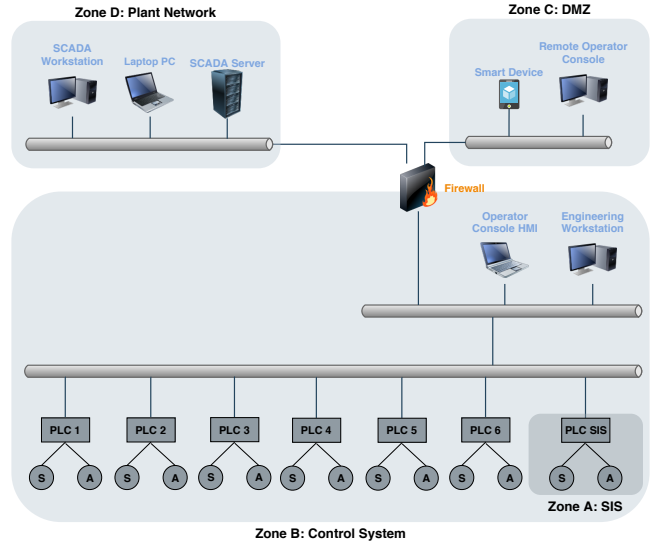 Zone D: Plant Network
Zone C: DMZ
SCADA
Workstation
Laptop PC
SCADA Server
Smart Device
Remote Operator
Console
Firewall
Operator
Console HMI
Engineering
Workstation
PLC 1
PLC 2
PLC 3
PLC 4
PLC 5
PLC 6
PLC SIS
S
A
S
A
S
A
S
A
S
A
S
A
S
A
Zone A: SIS
Zone B: Control System